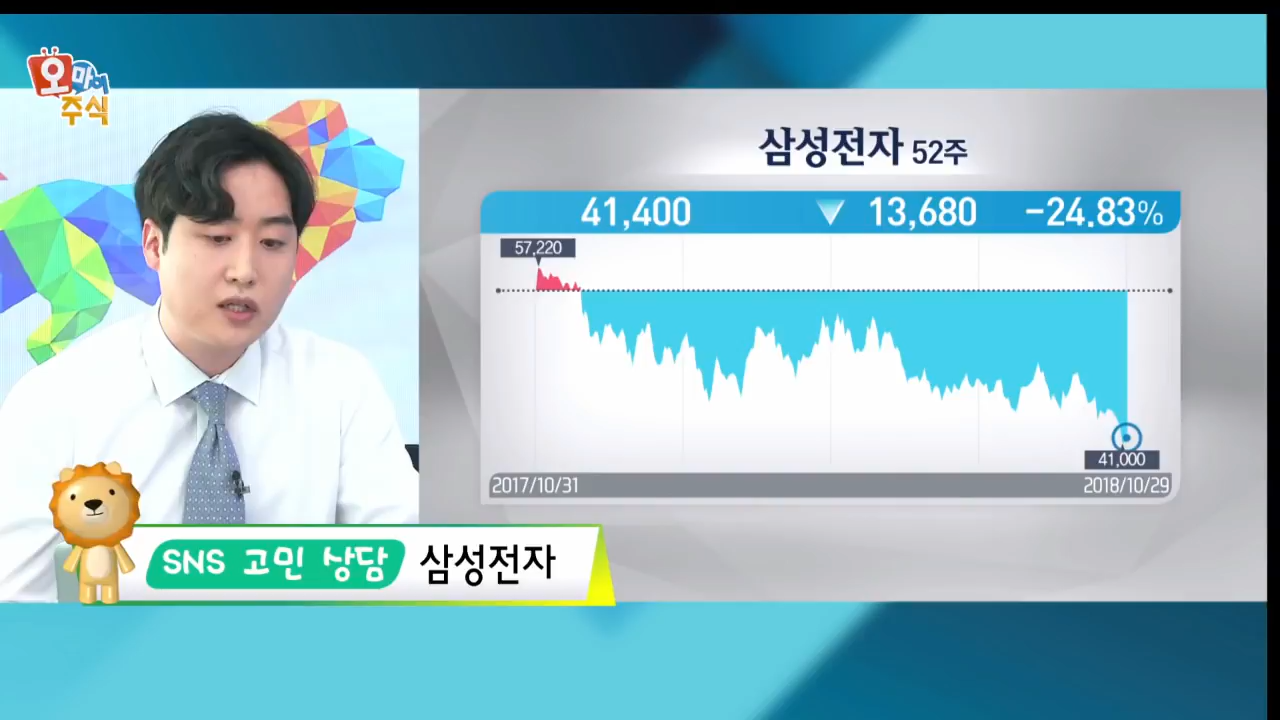 오마이
주식
삼성전자 52주
41,400 ▼ 13,680 -24.83%
57,220
41,000
2017/10/31 2018/10/29
SNS 고민 상담 삼성전자